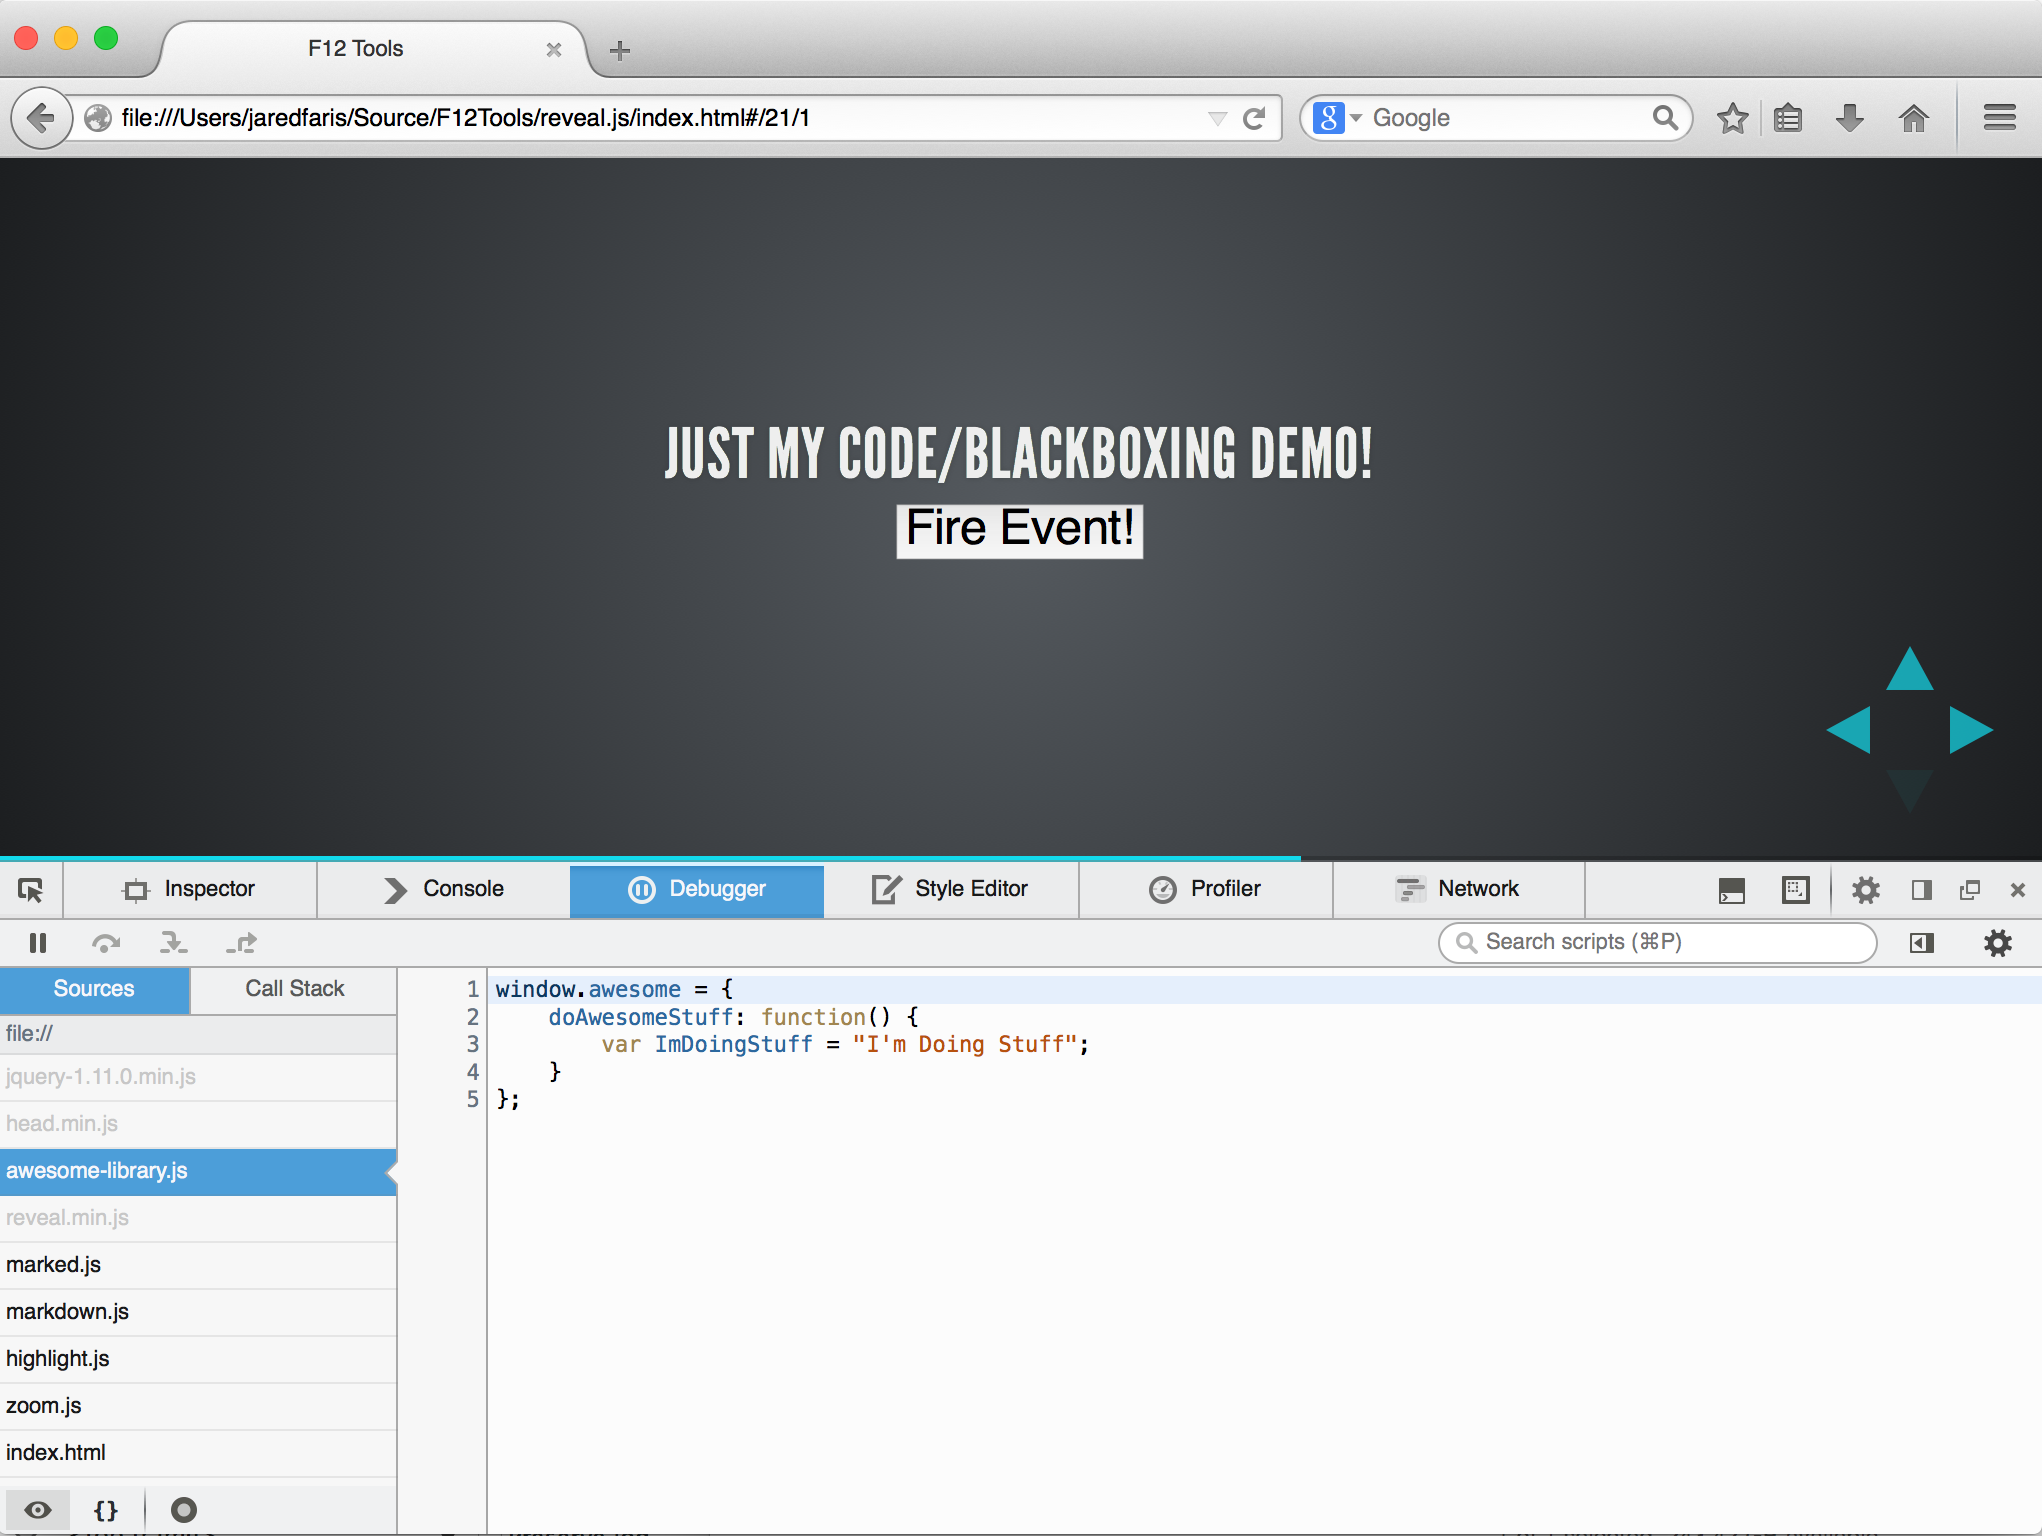 F12 Tools
file:///Users/jaredfaris/Source/F12Tools/reveal.js/index.html#/21/1
Google
JUST MY CODE/BLACKBOXING DEMO!
Fire Event!
Inspector
Console
Debugger
Style Editor
Profiler
Network
Search scripts (⌘P)
Sources
Call Stack
file://
jquery-1.11.0.min.js
head.min.js
awesome-library.js
reveal.min.js
marked.js
markdown.js
highlight.js
zoom.js
index.html
{}
1 window.awesome = {
2     doAwesomeStuff: function() {
3         var ImDoingStuff = "I'm Doing Stuff";
4     }
5 };